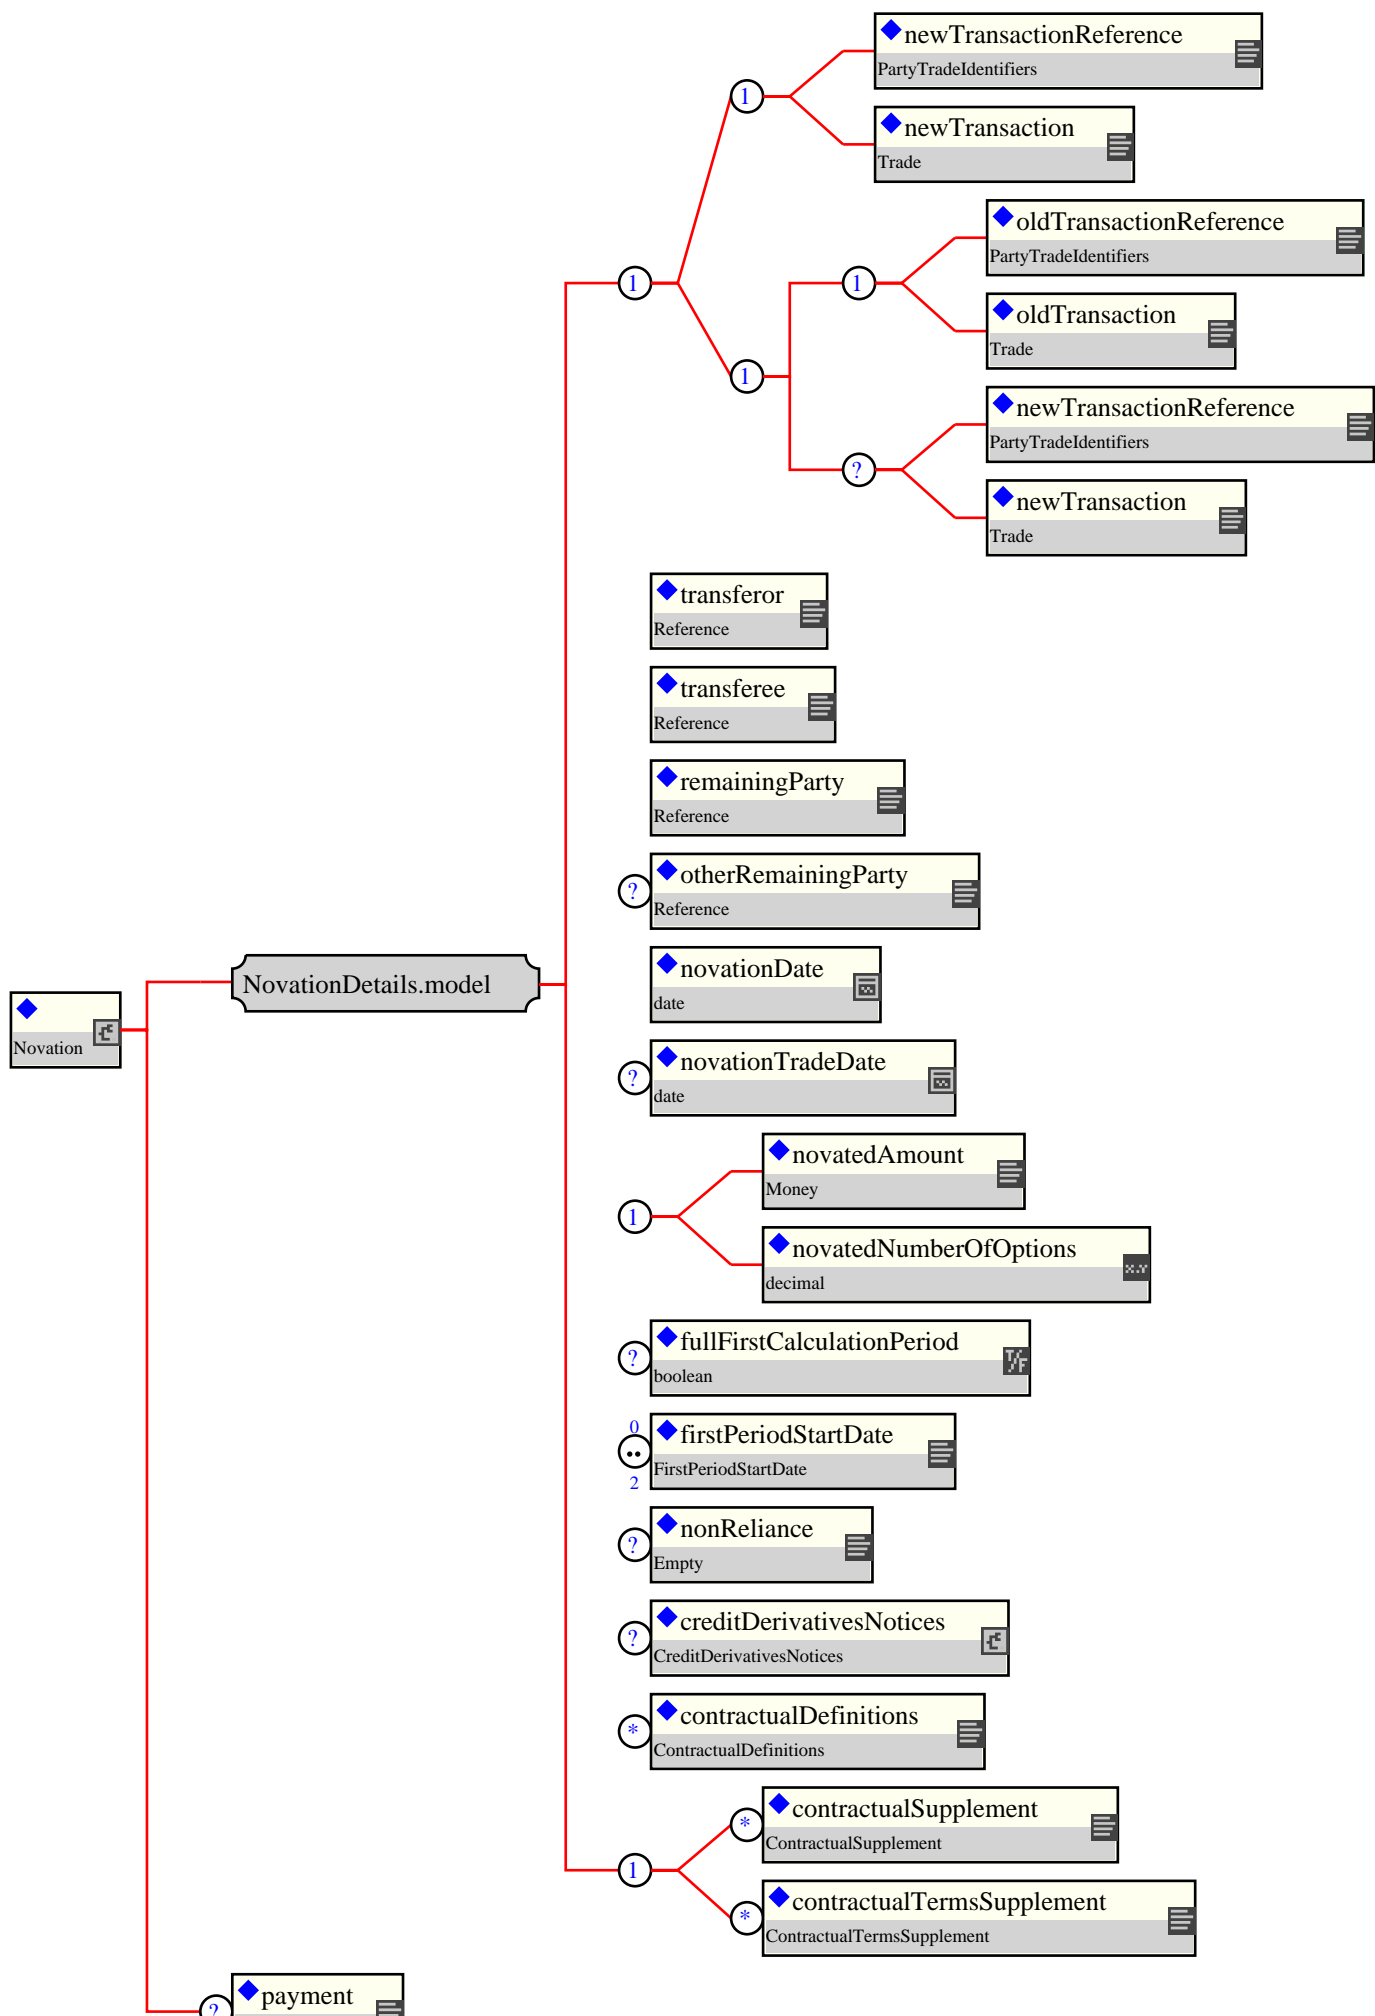 newTransactionReference
PartyTradeIdentifiers
1
newTransaction
Trade
oldTransactionReference
PartyTradeIdentifiers
1
1
oldTransaction
Trade
1
newTransactionReference
PartyTradeIdentifiers
?
newTransaction
Trade
transferor
Reference
transferee
Reference
remainingParty
Reference
?
otherRemainingParty
Reference
NovationDetails.model
novationDate
date
Novation
?
novationTradeDate
date
novatedAmount
Money
1
novatedNumberOfOptions
decimal
x.y
?
fullFirstCalculationPeriod
boolean
T/F
0
..
2
firstPeriodStartDate
FirstPeriodStartDate
?
nonReliance
Empty
?
creditDerivativesNotices
CreditDerivativesNotices
*
contractualDefinitions
ContractualDefinitions
*
contractualSupplement
ContractualSupplement
1
*
contractualTermsSupplement
ContractualTermsSupplement
?
payment